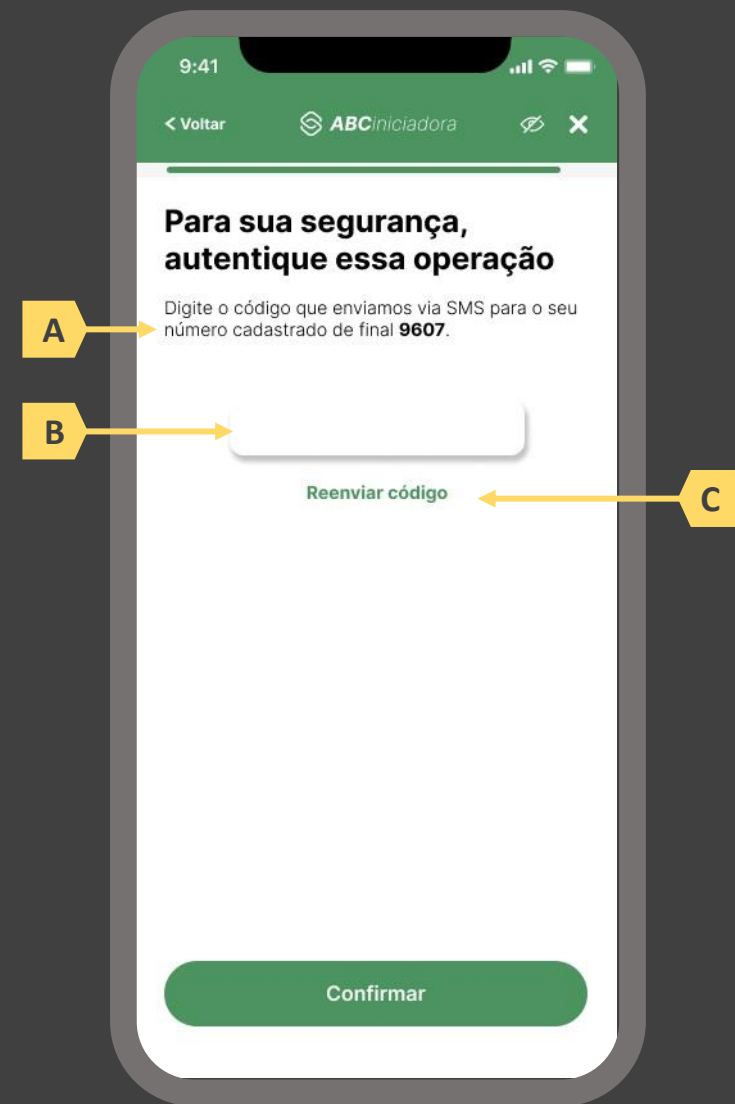 9:41
< Voltar ABCiniciadora
Para sua segurança,
autentique essa operação
Digite o código que enviamos via SMS para o seu
número cadastrado de final 9607.
A
B
Reenviar código
C
Confirmar